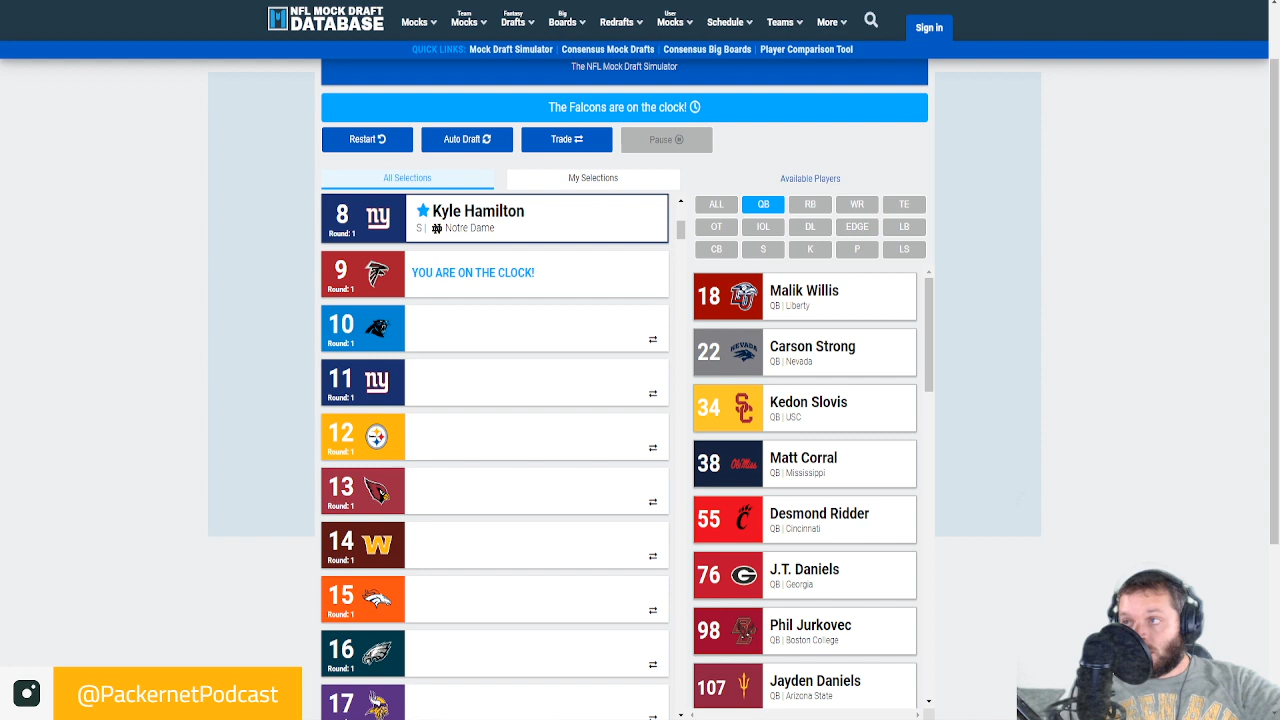 NFL MOCK DRAFT
DATABASE
Mocks
Team
Mocks
Fantasy
Drafts
Big
Boards
Redrafts
User
Mocks
Schedule
Teams
More
Sign in
QUICK LINKS: Mock Draft Simulator Consensus Mock Drafts Consensus Big Boards Player Comparison Tool
The NFL Mock Draft Simulator
The Falcons are on the clock!
Restart Auto Draft Trade Pause
All Selections My Selections
8 ny Kyle Hamilton
Round: 1 S | Notre Dame
9 YOU ARE ON THE CLOCK!
Round: 1
10
Round: 1
11 ny
Round: 1
12
Round: 1
13
Round: 1
14 W
Round: 1
15
Round: 1
16
Round: 1
17
Available Players
ALL QB RB WR TE
OT IOL DL EDGE LB
CB S K P LS
18 LU Malik Willis
QB | Liberty
22 NEVADA Carson Strong
QB | Nevada
34 SC Kedon Slovis
QB | USC
38 Ole Miss Matt Corral
QB | Mississippi
55 C Desmond Ridder
QB | Cincinnati
76 G J.T. Daniels
QB | Georgia
98 Phil Jurkovec
QB | Boston College
107 Jayden Daniels
QB | Arizona State
@PackernetPodcast